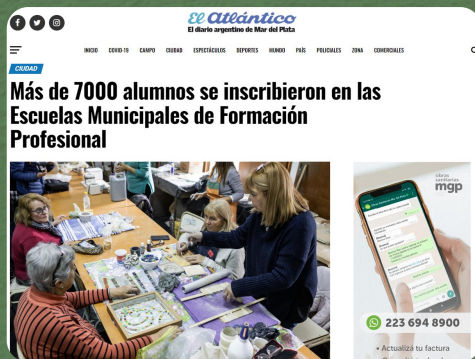 El Atlántico
El diario argentino de Mar del Plata
INICIO COVID-19 CAMPO CIUDAD ESPECTÁCULOS DEPORTES MUNDO PAÍS POLICIALES ZONA COMERCIALES
CIUDAD
Más de 7000 alumnos se inscribieron en las
Escuelas Municipales de Formación
Profesional
obras
sanitarias
mgp
223 694 8900
• Actualizá tu factura